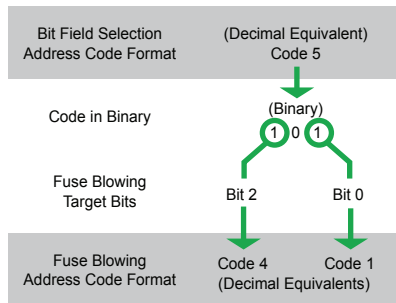 Bit Field Selection
Address Code Format
(Decimal Equivalent)
Code 5
Code in Binary
(Binary)
1 0 1
Fuse Blowing
Target Bits
Bit 2
Bit 0
Fuse Blowing
Address Code Format
Code 4
Code 1
(Decimal Equivalents)